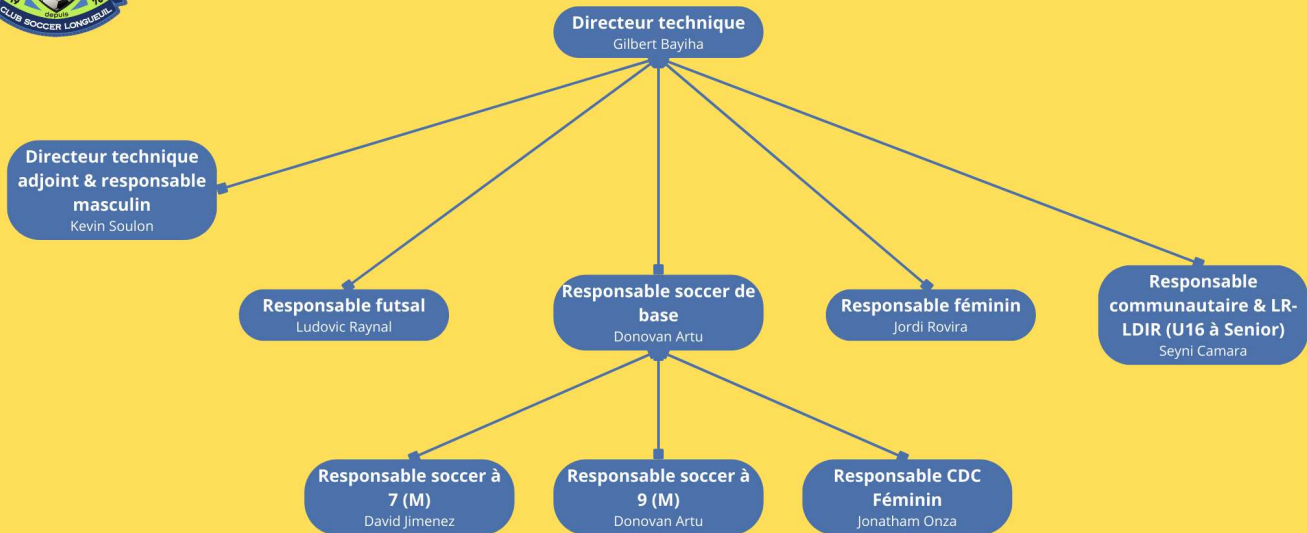 depuis
CLUB SOCCER LONGUEUIL
Directeur technique
Gilbert Bayiha
Directeur technique
adjoint & responsable
masculin
Kevin Soulon
Responsable futsal
Ludovic Raynal
Responsable soccer de
base
Donovan Artu
Responsable féminin
Jordi Rovira
Responsable
communautaire & LR-
LDIR (U16 à Senior)
Seyni Camara
Responsable soccer à
7 (M)
David Jimenez
Responsable soccer à
9 (M)
Donovan Artu
Responsable CDC
Féminin
Jonatham Onza